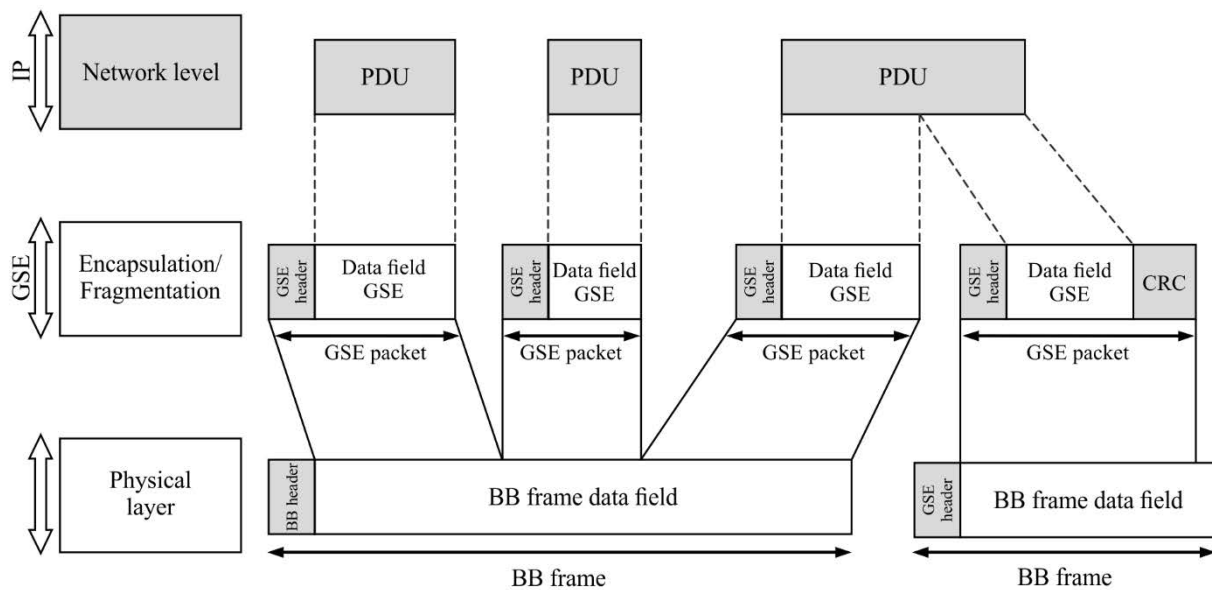 IP
Network level
PDU
PDU
PDU
GSE
Encapsulation/
Fragmentation
GSE
header
Data field
GSE
GSE
header
Data field
GSE
GSE
header
Data field
GSE
GSE
header
Data field
GSE
CRC
GSE packet
GSE packet
GSE packet
GSE packet
Physical
layer
BB header
BB frame data field
GSE
header
BB frame data field
BB frame
BB frame